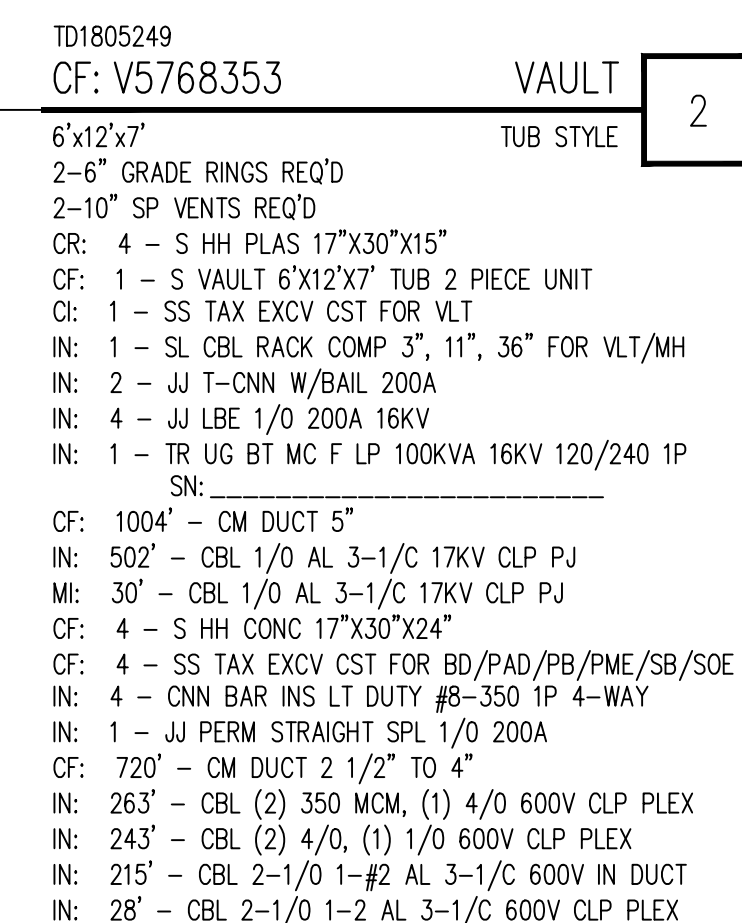 TD1805249
CF: V5768353 VAULT 2
6'x12'x7' TUB STYLE
2-6" GRADE RINGS REQ'D
2-10" SP VENTS REQ'D
CR: 4 - S HH PLAS 17"X30"X15"
CF: 1 - S VAULT 6'X12'X7' TUB 2 PIECE UNIT
CI: 1 - SS TAX EXCV CST FOR VLT
IN: 1 - SL CBL RACK COMP 3", 11", 36" FOR VLT/MH
IN: 2 - JJ T-CNN W/BAIL 200A
IN: 4 - JJ LBE 1/0 200A 16KV
IN: 1 - TR UG BT MC F LP 100KVA 16KV 120/240 1P
SN:________________________
CF: 1004' - CM DUCT 5"
IN: 502' - CBL 1/0 AL 3-1/C 17KV CLP PJ
MI: 30' - CBL 1/0 AL 3-1/C 17KV CLP PJ
CF: 4 - S HH CONC 17"X30"X24"
CF: 4 - SS TAX EXCV CST FOR BD/PAD/PB/PME/SB/SOE
IN: 4 - CNN BAR INS LT DUTY #8-350 1P 4-WAY
IN: 1 - JJ PERM STRAIGHT SPL 1/0 200A
CF: 720' - CM DUCT 2 1/2" TO 4"
IN: 263' - CBL (2) 350 MCM, (1) 4/0 600V CLP PLEX
IN: 243' - CBL (2) 4/0, (1) 1/0 600V CLP PLEX
IN: 215' - CBL 2-1/0 1-#2 AL 3-1/C 600V IN DUCT
IN: 28' - CBL 2-1/0 1-2 AL 3-1/C 600V CLP PLEX